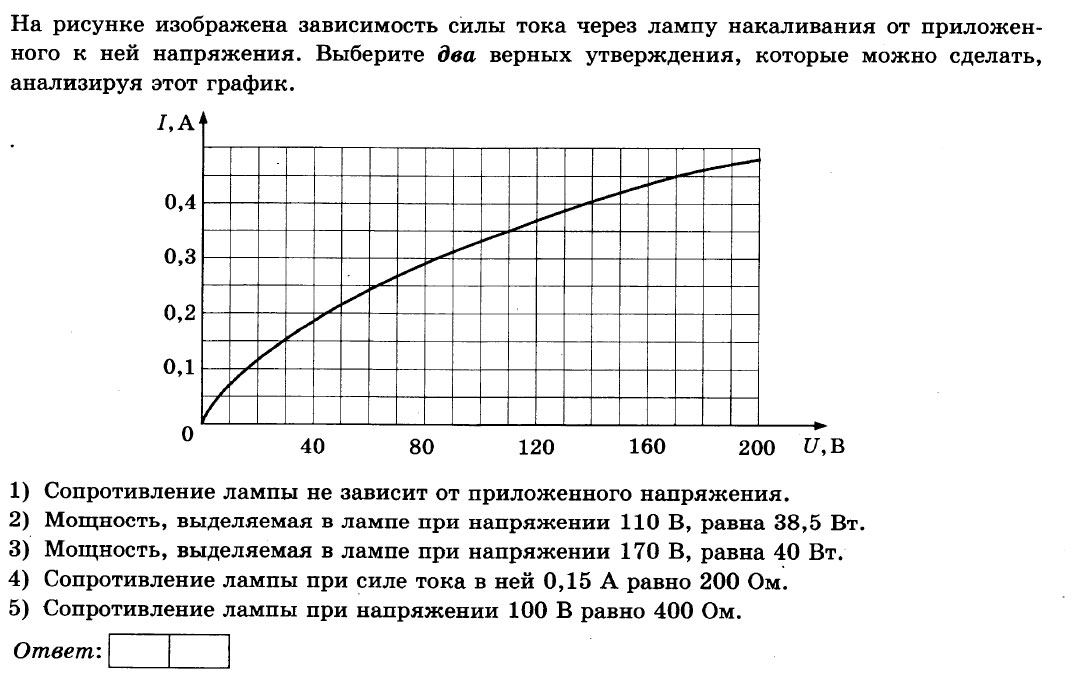 На рисунке изображена зависимость силы тока через лампу накаливания от приложен-
ного к ней напряжения. Выберите два верных утверждения, которые можно сделать,
анализируя этот график.
I, А
0,4
0,3
0,2
0,1
0
40
80
120
160
200
U, В
1) Сопротивление лампы не зависит от приложенного напряжения.
2) Мощность, выделяемая в лампе при напряжении 110 В, равна 38,5 Вт.
3) Мощность, выделяемая в лампе при напряжении 170 В, равна 40 Вт.
4) Сопротивление лампы при силе тока в ней 0,15 А равно 200 Ом.
5) Сопротивление лампы при напряжении 100 В равно 400 Ом.
Ответ: